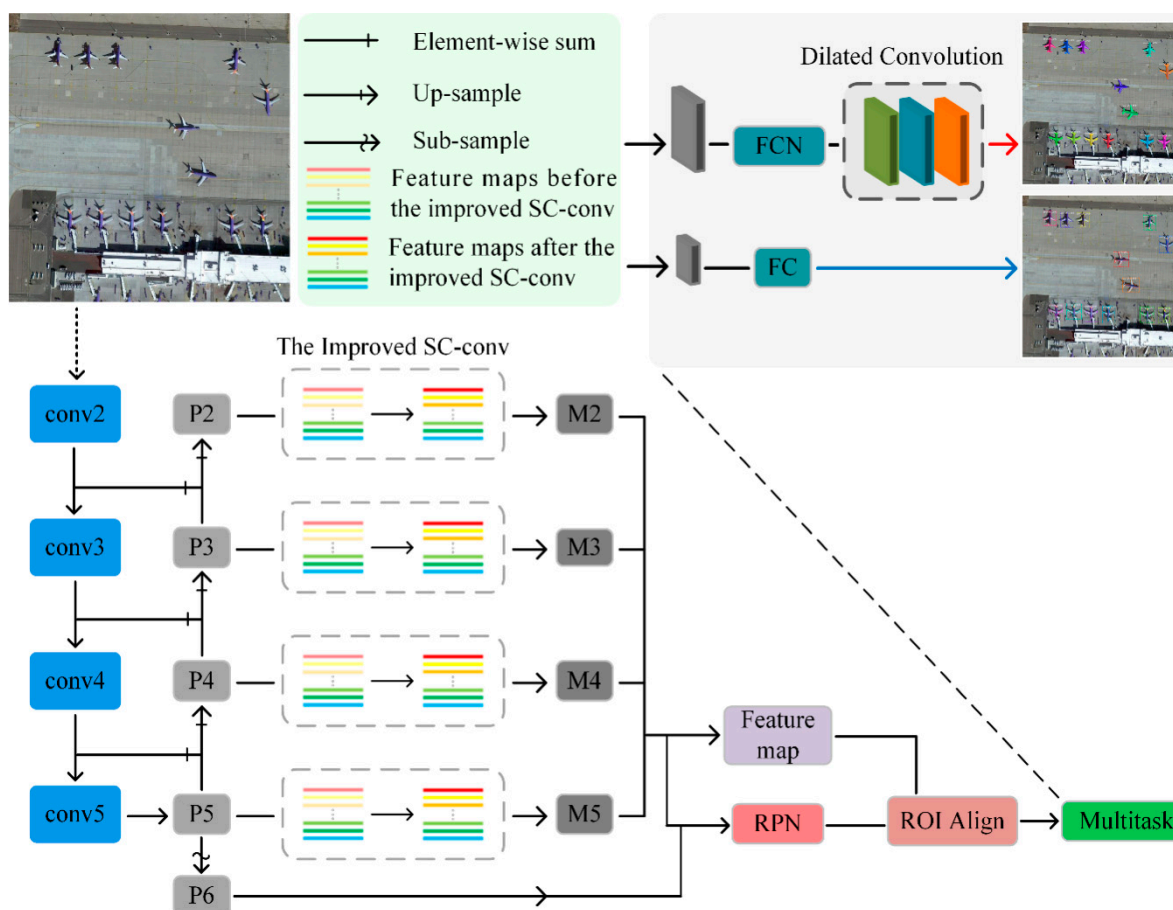 Element-wise sum
Up-sample
Sub-sample
Feature maps before
the improved SC-conv
Feature maps after the
improved SC-conv
Dilated Convolution
FCN
FC
The Improved SC-conv
conv2
P2
M2
conv3
P3
M3
conv4
P4
M4
Feature
map
conv5
P5
M5
RPN
ROI Align
Multitask
P6